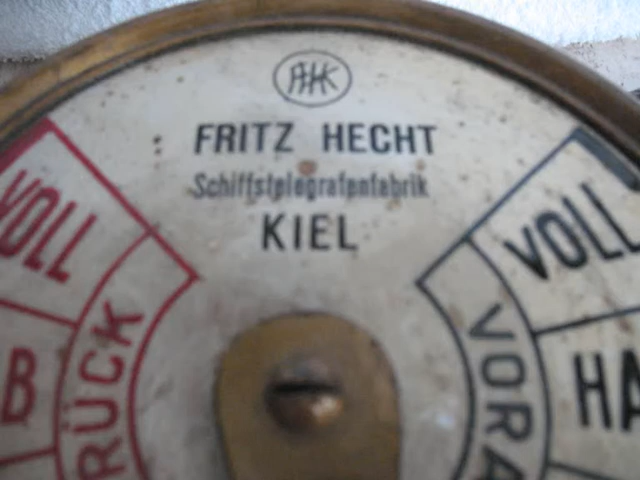 FHK
FRITZ HECHT
Schiffstelegrafenfabrik
KIEL
VOLL
VOLL
B
HA
RÜCK
VORA